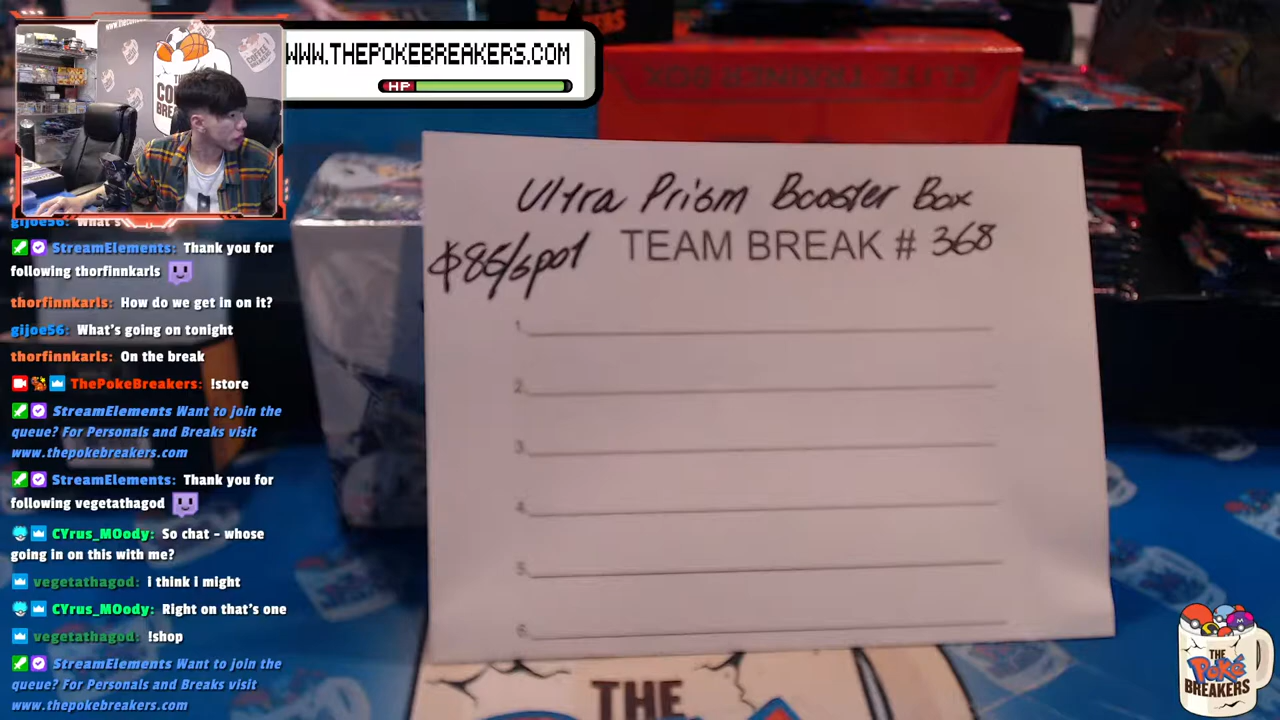 WWW.THEPOKEBREAKERS.COM
HP
ELITE TRAINER BOX
Ultra Prism Booster Box
$86/spot TEAM BREAK # 368
1.
2.
3.
4.
5.
6.
gijoe56: What's
StreamElements: Thank you for
following thorfinnkarls
thorfinnkarls: How do we get in on it?
gijoe56: What's going on tonight
thorfinnkarls: On the break
ThePokeBreakers: !store
StreamElements Want to join the
queue? For Personals and Breaks visit
www.thepokebreakers.com
StreamElements: Thank you for
following vegetathagod
CYrus_MOody: So chat - whose
going in on this with me?
vegetathagod: i think I might
CYrus_MOody: Right on that's one
vegetathagod: !shop
StreamElements Want to join the
queue? For Personals and Breaks visit
www.thepokebreakers.com
THE
THE
Poké
BREAKERS